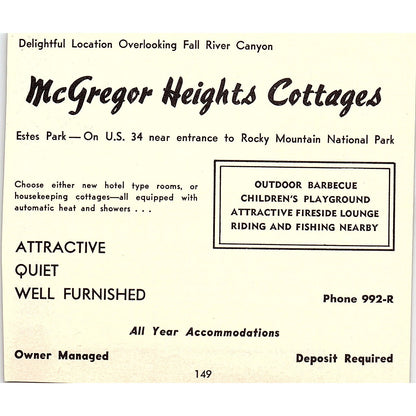 Delightful Location Overlooking Fall River Canyon
McGregor Heights Cottages
Estes Park — On U.S. 34 near entrance to Rocky Mountain National Park
Choose either new hotel type rooms, or
housekeeping cottages—all equipped with
automatic heat and showers . . .
OUTDOOR BARBECUE
CHILDREN'S PLAYGROUND
ATTRACTIVE FIRESIDE LOUNGE
RIDING AND FISHING NEARBY
ATTRACTIVE
QUIET
WELL FURNISHED
Phone 992-R
All Year Accommodations
Owner Managed
Deposit Required
149